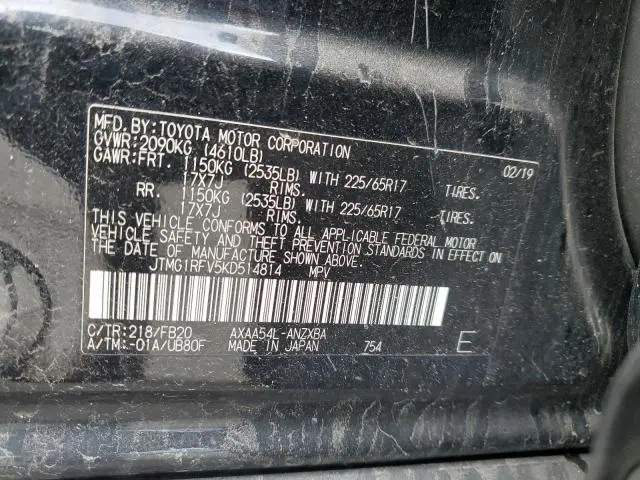 MFD. BY: TOYOTA MOTOR CORPORATION 02/19
GVWR: 2090KG (4610LB)
GAWR: FRT. 1150KG (2535LB) WITH 225/65R17 TIRES.
17X7J RIMS.
RR. 1150KG (2535LB) WITH 225/65R17 TIRES.
17X7J RIMS.
THIS VEHICLE CONFORMS TO ALL APPLICABLE FEDERAL MOTOR
VEHICLE SAFETY AND THEFT PREVENTION STANDARDS IN EFFECT ON
THE DATE OF MANUFACTURE SHOWN ABOVE.
JTMG1RFV5KD514814 MPV
C/TR: 218/FB20 AXAA54L-ANZXBA
A/TM: -01A/UB80F MADE IN JAPAN 754 E